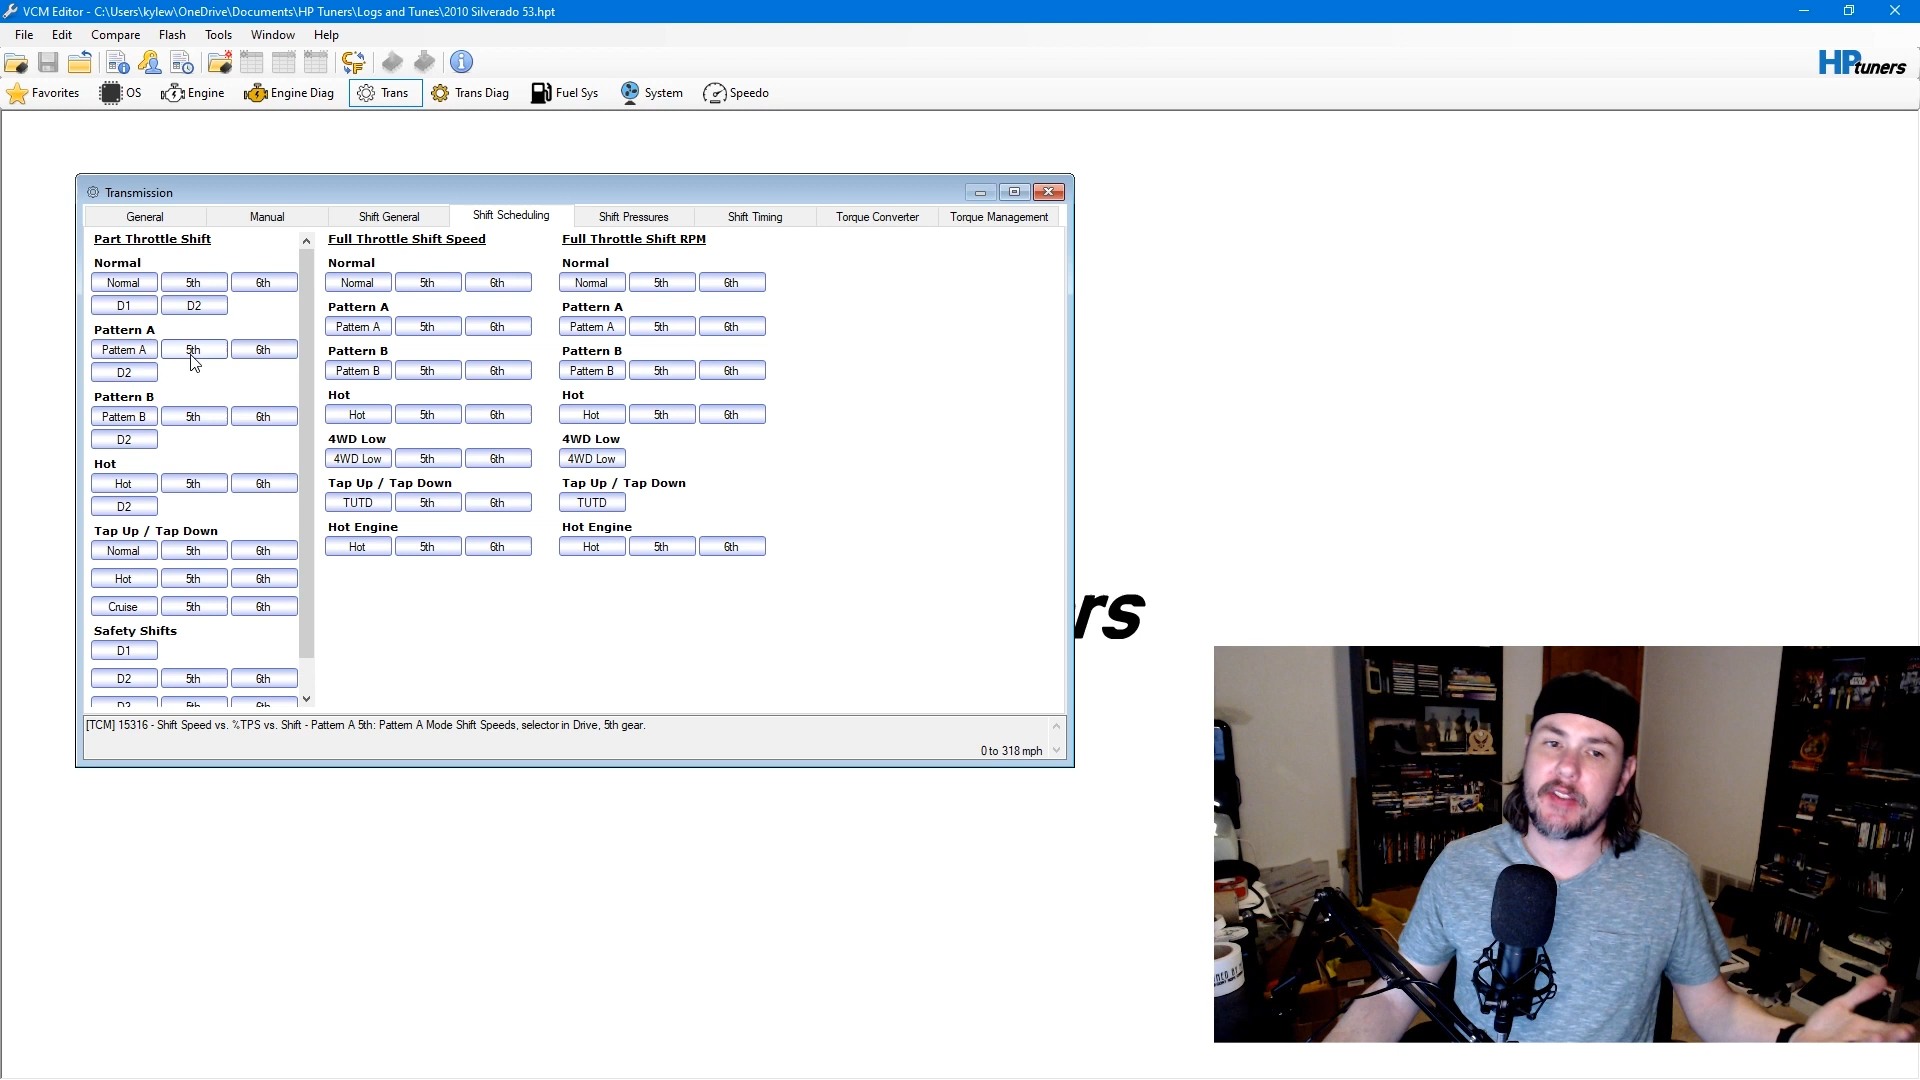 VCM Editor - C:\Users\kylew\OneDrive\Documents\HP Tuners\Logs and Tunes\2010 Silverado 53.hpt
File Edit Compare Flash Tools Window Help
HPtuners
Favorites OS Engine Engine Diag Trans Trans Diag Fuel Sys System Speedo
Transmission
General Manual Shift General Shift Scheduling Shift Pressures Shift Timing Torque Converter Torque Management
Part Throttle Shift
Normal
Normal 5th 6th
D1 D2
Pattern A
Pattern A 5th 6th
D2
Pattern B
Pattern B 5th 6th
D2
Hot
Hot 5th 6th
D2
Tap Up / Tap Down
Normal 5th 6th
Hot 5th 6th
Cruise 5th 6th
Safety Shifts
D1
D2 5th 6th
D3 5th 6th
Full Throttle Shift Speed
Normal
Normal 5th 6th
Pattern A
Pattern A 5th 6th
Pattern B
Pattern B 5th 6th
Hot
Hot 5th 6th
4WD Low
4WD Low 5th 6th
Tap Up / Tap Down
TUTD 5th 6th
Hot Engine
Hot 5th 6th
Full Throttle Shift RPM
Normal
Normal 5th 6th
Pattern A
Pattern A 5th 6th
Pattern B
Pattern B 5th 6th
Hot
Hot 5th 6th
4WD Low
4WD Low
Tap Up / Tap Down
TUTD
Hot Engine
Hot 5th 6th
[TCM] 15316 - Shift Speed vs. %TPS vs. Shift - Pattern A 5th: Pattern A Mode Shift Speeds, selector in Drive, 5th gear.
0 to 318 mph
rs